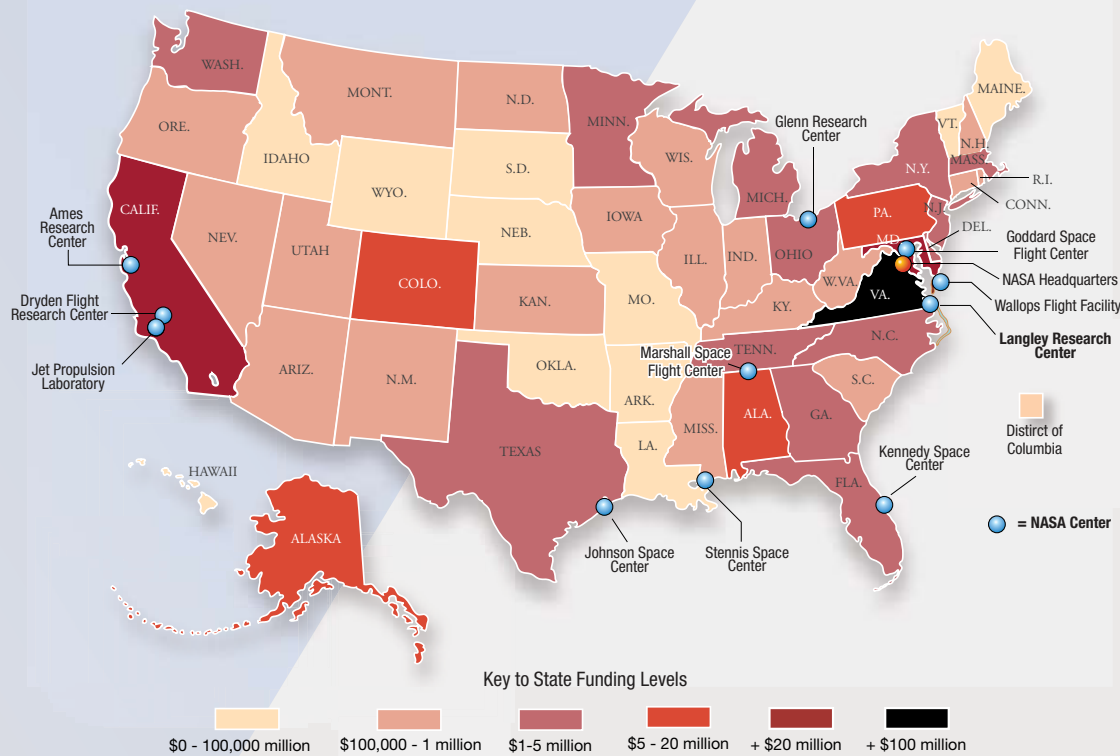 WASH.
MONT.
N.D.
MINN.
MAINE.
ORE.
IDAHO
WYO.
S.D.
WIS.
MICH.
Glenn Research
Center
VT.
N.H.
MASS.
N.Y.
R.I.
CONN.
CALIF.
NEV.
UTAH
COLO.
NEB.
IOWA
ILL.
IND.
OHIO
PA.
N.J.
MD.
DEL.
Goddard Space
Flight Center
NASA Headquarters
Wallops Flight Facility
Langley Research
Center
Ames
Research
Center
Dryden Flight
Research Center
Jet Propulsion
Laboratory
KAN.
MO.
KY.
W.VA.
VA.
N.C.
TENN.
Marshall Space
Flight Center
ARIZ.
N.M.
OKLA.
ARK.
S.C.
MISS.
ALA.
GA.
TEXAS
LA.
FLA.
Distirct of
Columbia
Kennedy Space
Center
HAWAII
ALASKA
Johnson Space
Center
Stennis Space
Center
= NASA Center
Key to State Funding Levels
$0 - 100,000 million
$100,000 - 1 million
$1-5 million
$5 - 20 million
+ $20 million
+ $100 million